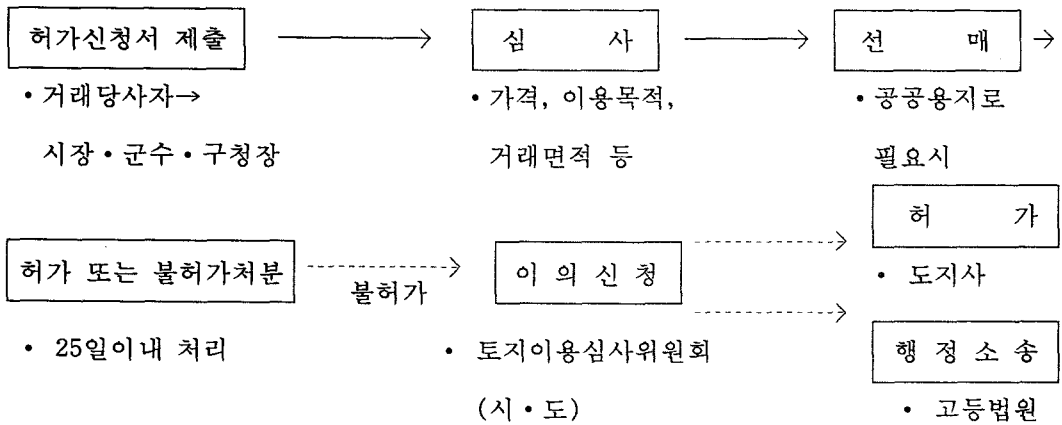 허가신청서 제출 → 심 사 → 선 매 →
• 거래당사자→ • 가격, 이용목적, • 공공용지로
시장・군수・구청장 거래면적 등 필요시
허 가
허가 또는 불허가처분 이 의 신 청
불허가 • 도지사
• 25일이내 처리 • 토지이용심사위원회 행 정 소 송
(시・도) • 고등법원